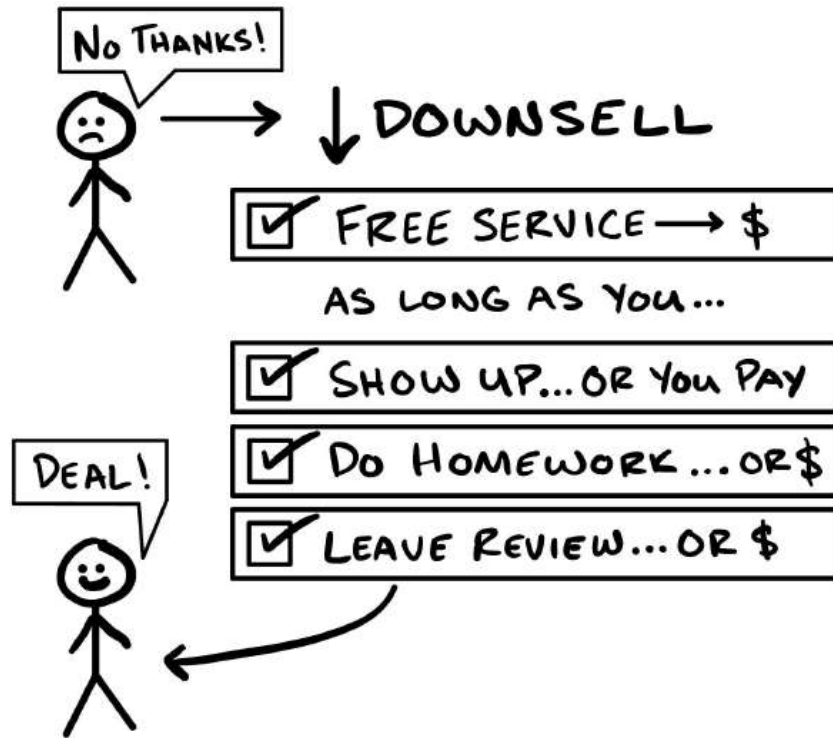 NO THANKS!
↓ DOWNSELL
☑ FREE SERVICE → $
AS LONG AS YOU...
☑ SHOW UP...OR YOU PAY
☑ DO HOMEWORK...OR $
☑ LEAVE REVIEW...OR $
DEAL!